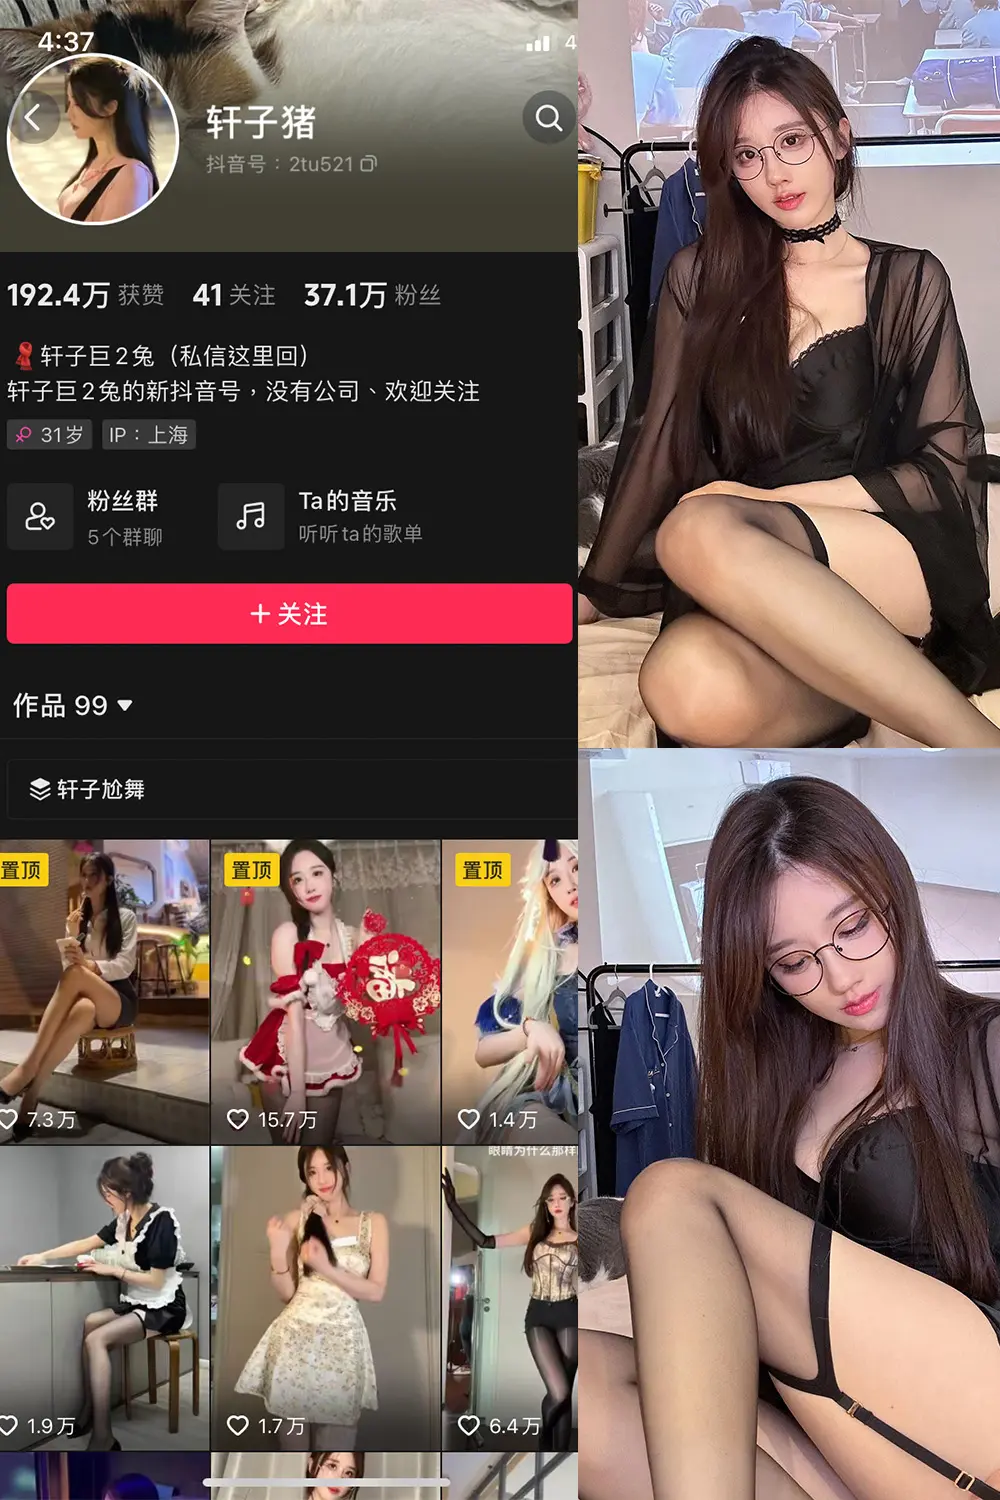 4:37
4
轩子猪
抖音号：2tu521
192.4万 获赞 41 关注 37.1万 粉丝
轩子巨2兔（私信这里回）
轩子巨2兔的新抖音号，没有公司、欢迎关注
31岁 IP：上海
粉丝群
5个群聊
Ta的音乐
听听ta的歌单
+ 关注
作品 99
轩子尬舞
置顶 置顶 置顶
7.3万 15.7万 1.4万
眼睛为什么那样
1.9万 1.7万 6.4万